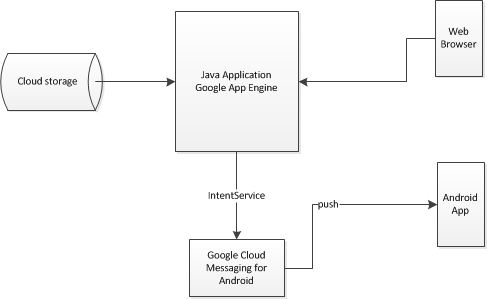 Web
Browser
Java Application
Google App Engine
Cloud storage
IntentService
push
Android
App
Google Cloud
Messaging for
Android